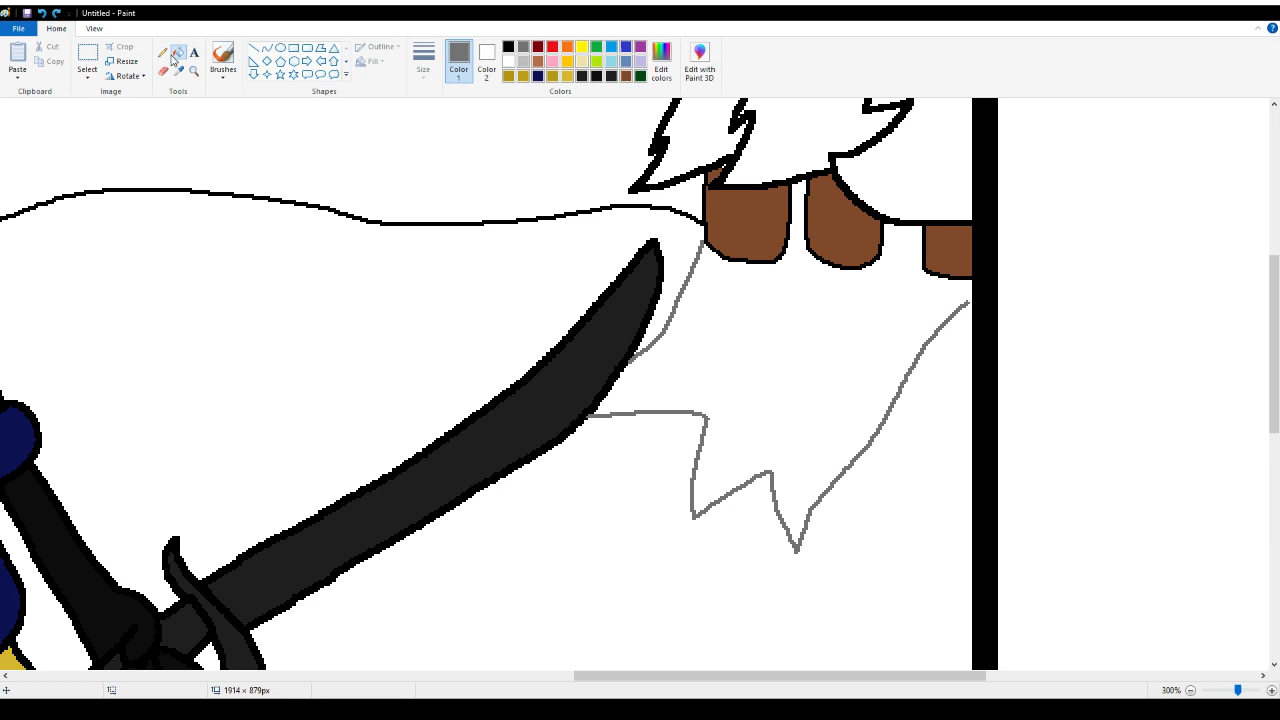 Untitled - Paint
File Home View
Paste
Cut
Copy
Clipboard
Select
Crop
Resize
Rotate
Image
A
Tools
Brushes
Outline
Fill
Shapes
Size
Color
1
Color
2
Edit
colors
Colors
Edit with
Paint 3D
1914 × 879px
300%